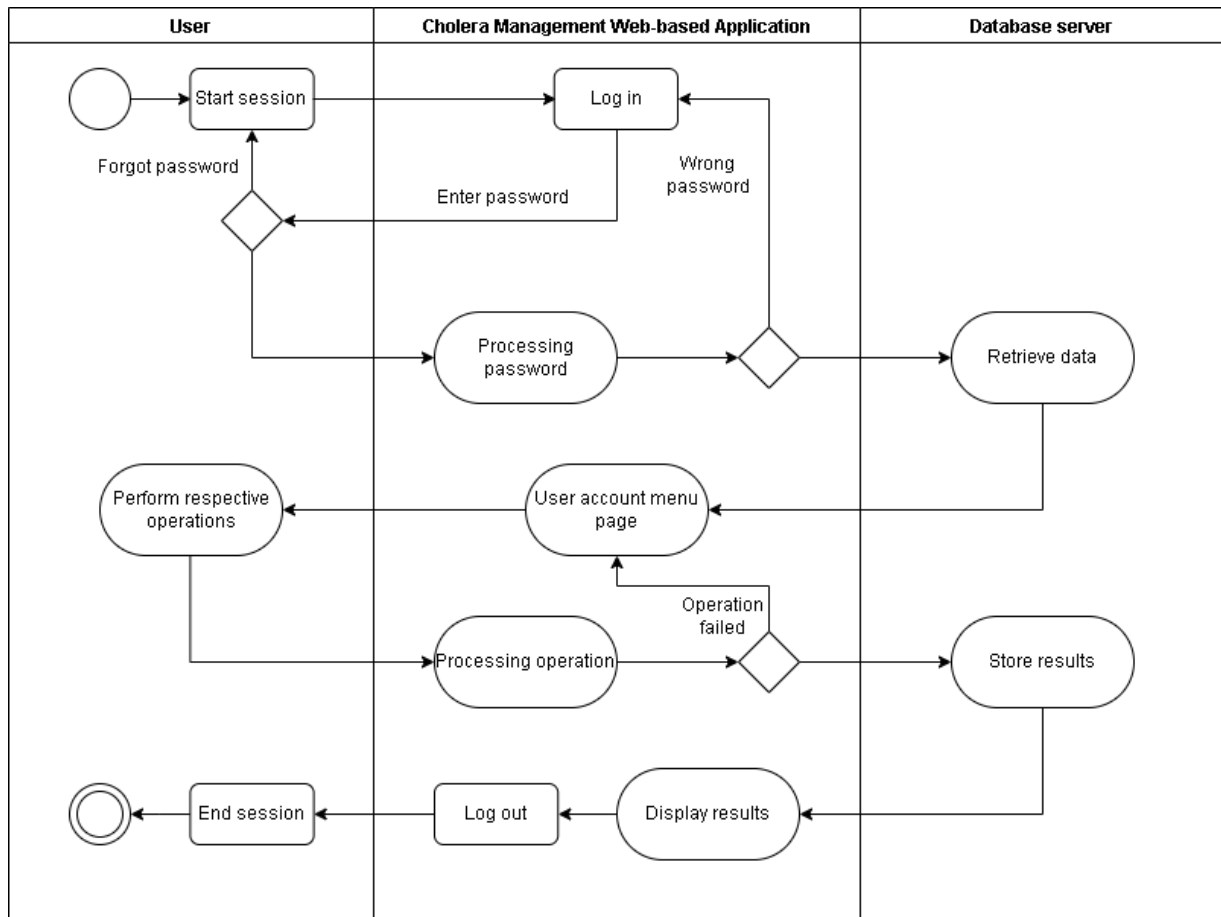 User
Cholera Management Web-based Application
Database server
Start session
Log in
Forgot password
Wrong
password
Enter password
Processing
password
Retrieve data
Perform respective
operations
User account menu
page
Operation
failed
Processing operation
Store results
End session
Log out
Display results